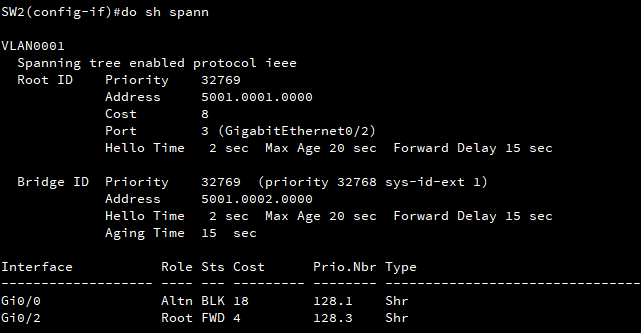 SW2(config-if)#do sh spann
VLAN0001
Spanning tree enabled protocol ieee
Root ID Priority 32769
Address 5001.0001.0000
Cost 8
Port 3 (GigabitEthernet0/2)
Hello Time 2 sec Max Age 20 sec Forward Delay 15 sec
Bridge ID Priority 32769 (priority 32768 sys-id-ext 1)
Address 5001.0002.0000
Hello Time 2 sec Max Age 20 sec Forward Delay 15 sec
Aging Time 15 sec
Interface Role Sts Cost Prio.Nbr Type
------------------- ---- --- --------- -------- --------------------------------
Gi0/0 Altn BLK 18 128.1 Shr
Gi0/2 Root FWD 4 128.3 Shr